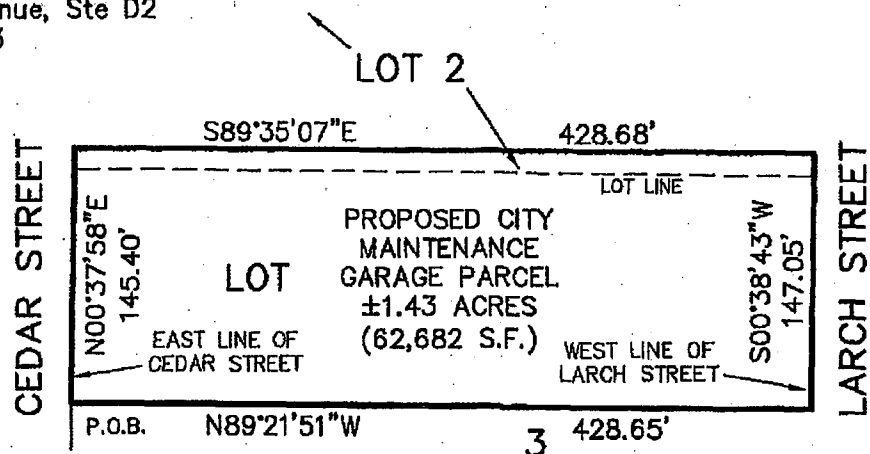 nue, Ste D2
3
LOT 2
S89°35'07"E 428.68'
LOT LINE
CEDAR STREET
N00°37'58"E
145.40'
LOT
PROPOSED CITY
MAINTENANCE
GARAGE PARCEL
±1.43 ACRES
(62,682 S.F.)
EAST LINE OF
CEDAR STREET
WEST LINE OF
LARCH STREET
S00°38'43"W
147.05'
LARCH STREET
P.O.B. N89°21'51"W 428.65'
3